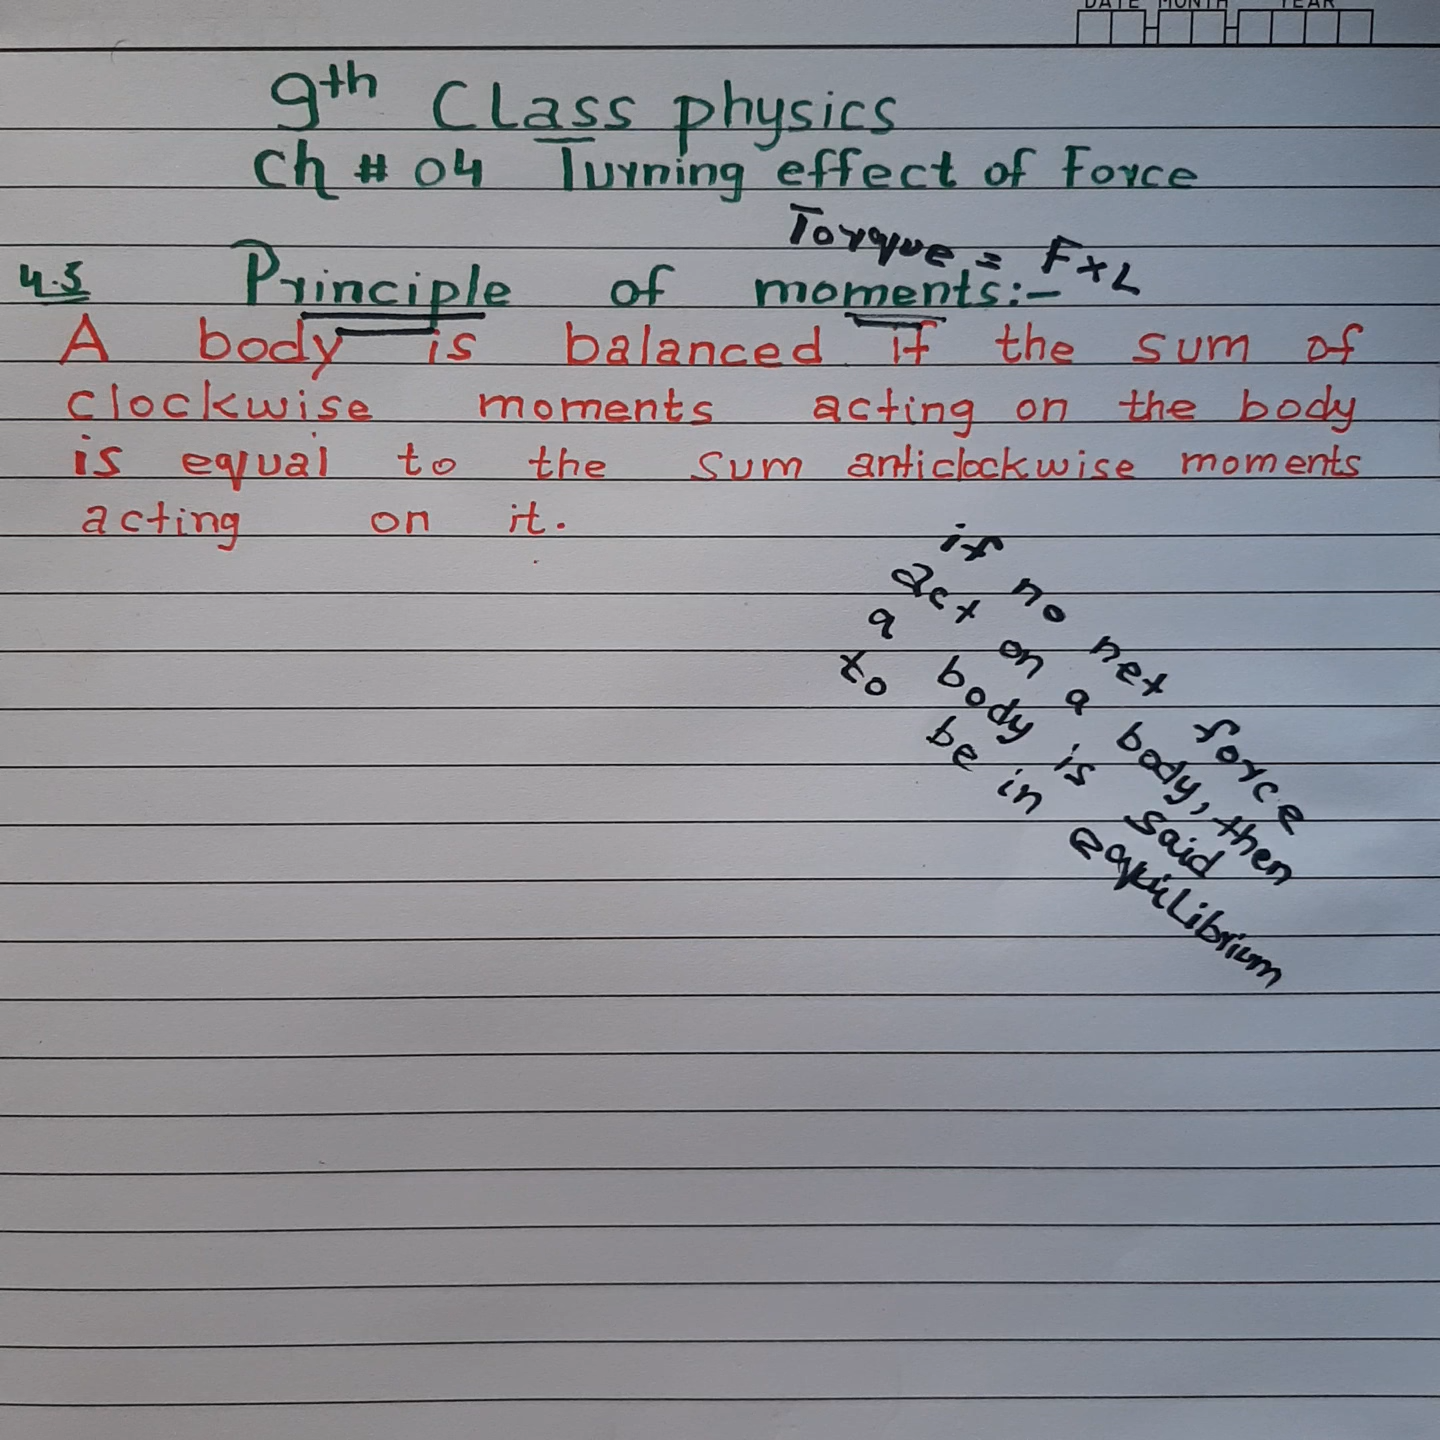 DATE MONTH YEAR
9th Class physics
Ch # 04 Turning effect of Force
Torque = F×L
4.5 Principle of moments:-
A body is balanced if the sum of
clockwise moments acting on the body
is equal to the sum anticlockwise moments
acting on it.
if no net force
act on a body, then
a body is said
to be in equilibrium